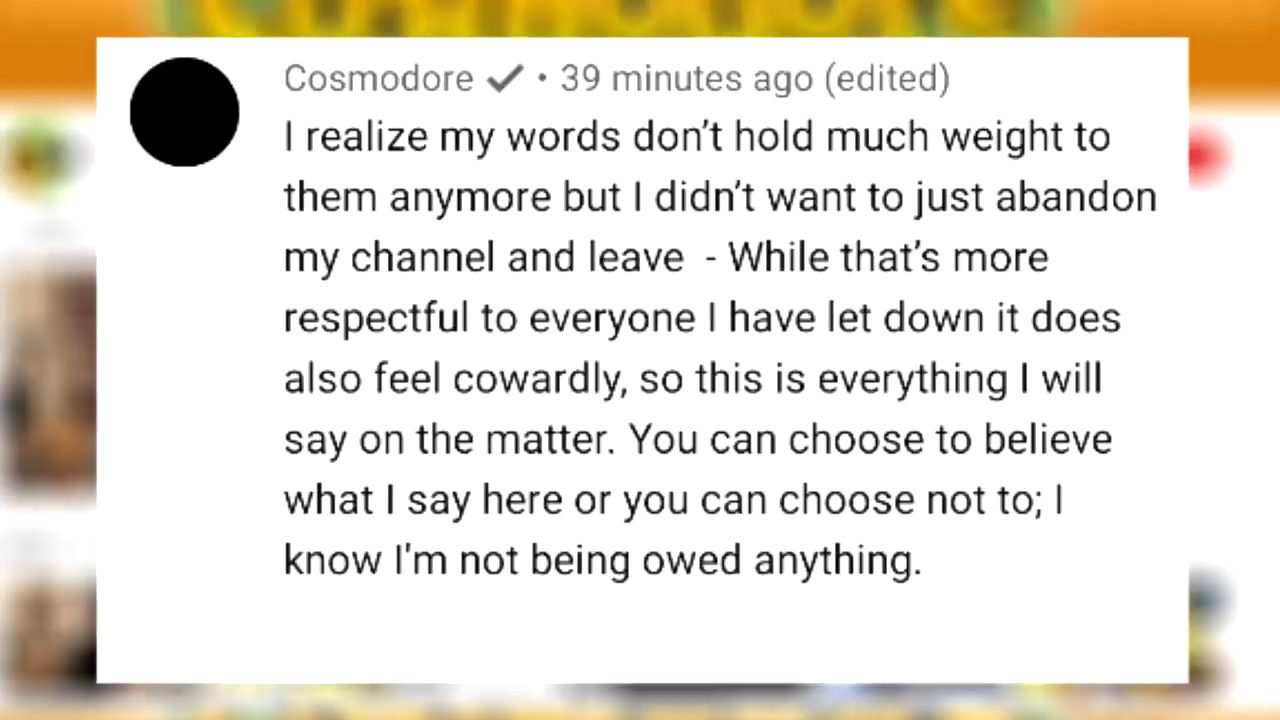 Cosmodore ✔ • 39 minutes ago (edited)
I realize my words don’t hold much weight to
them anymore but I didn’t want to just abandon
my channel and leave  - While that’s more
respectful to everyone I have let down it does
also feel cowardly, so this is everything I will
say on the matter. You can choose to believe
what I say here or you can choose not to; I
know I'm not being owed anything.